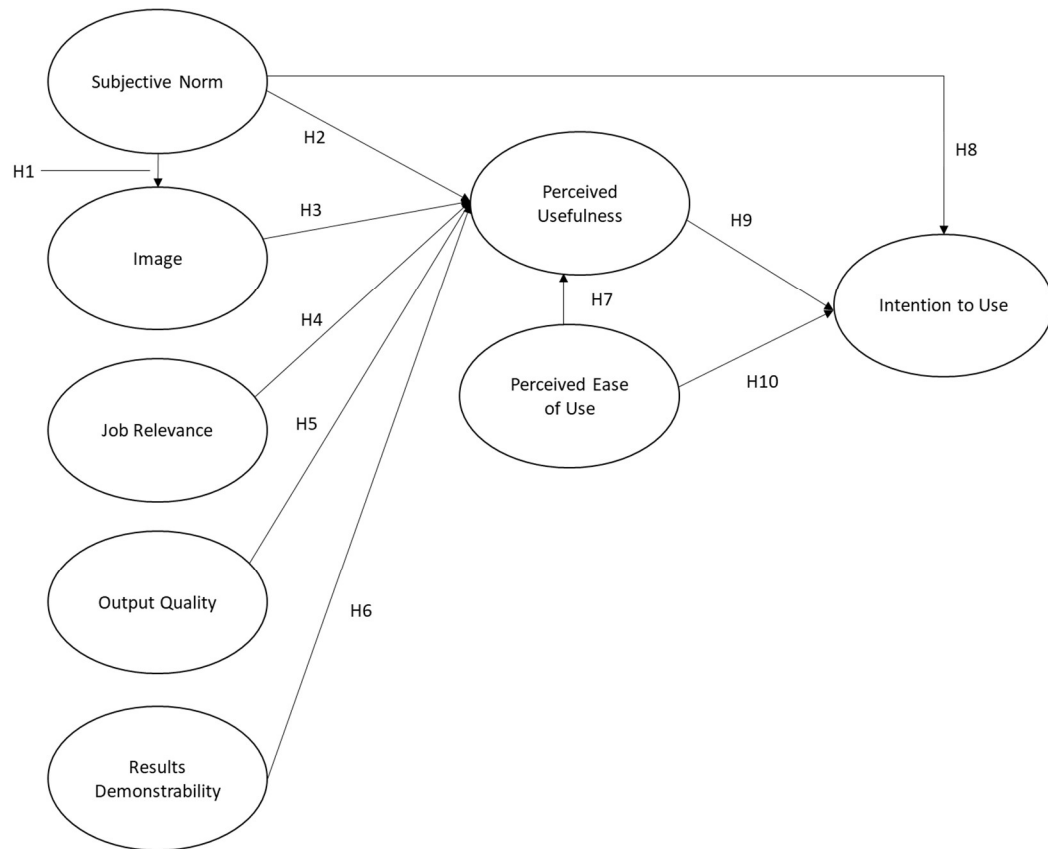 Subjective Norm
H1
H2
H8
Perceived
Usefulness
H3
H9
Image
Intention to Use
H7
H4
Perceived Ease
of Use
H10
Job Relevance
H5
Output Quality
H6
Results
Demonstrability